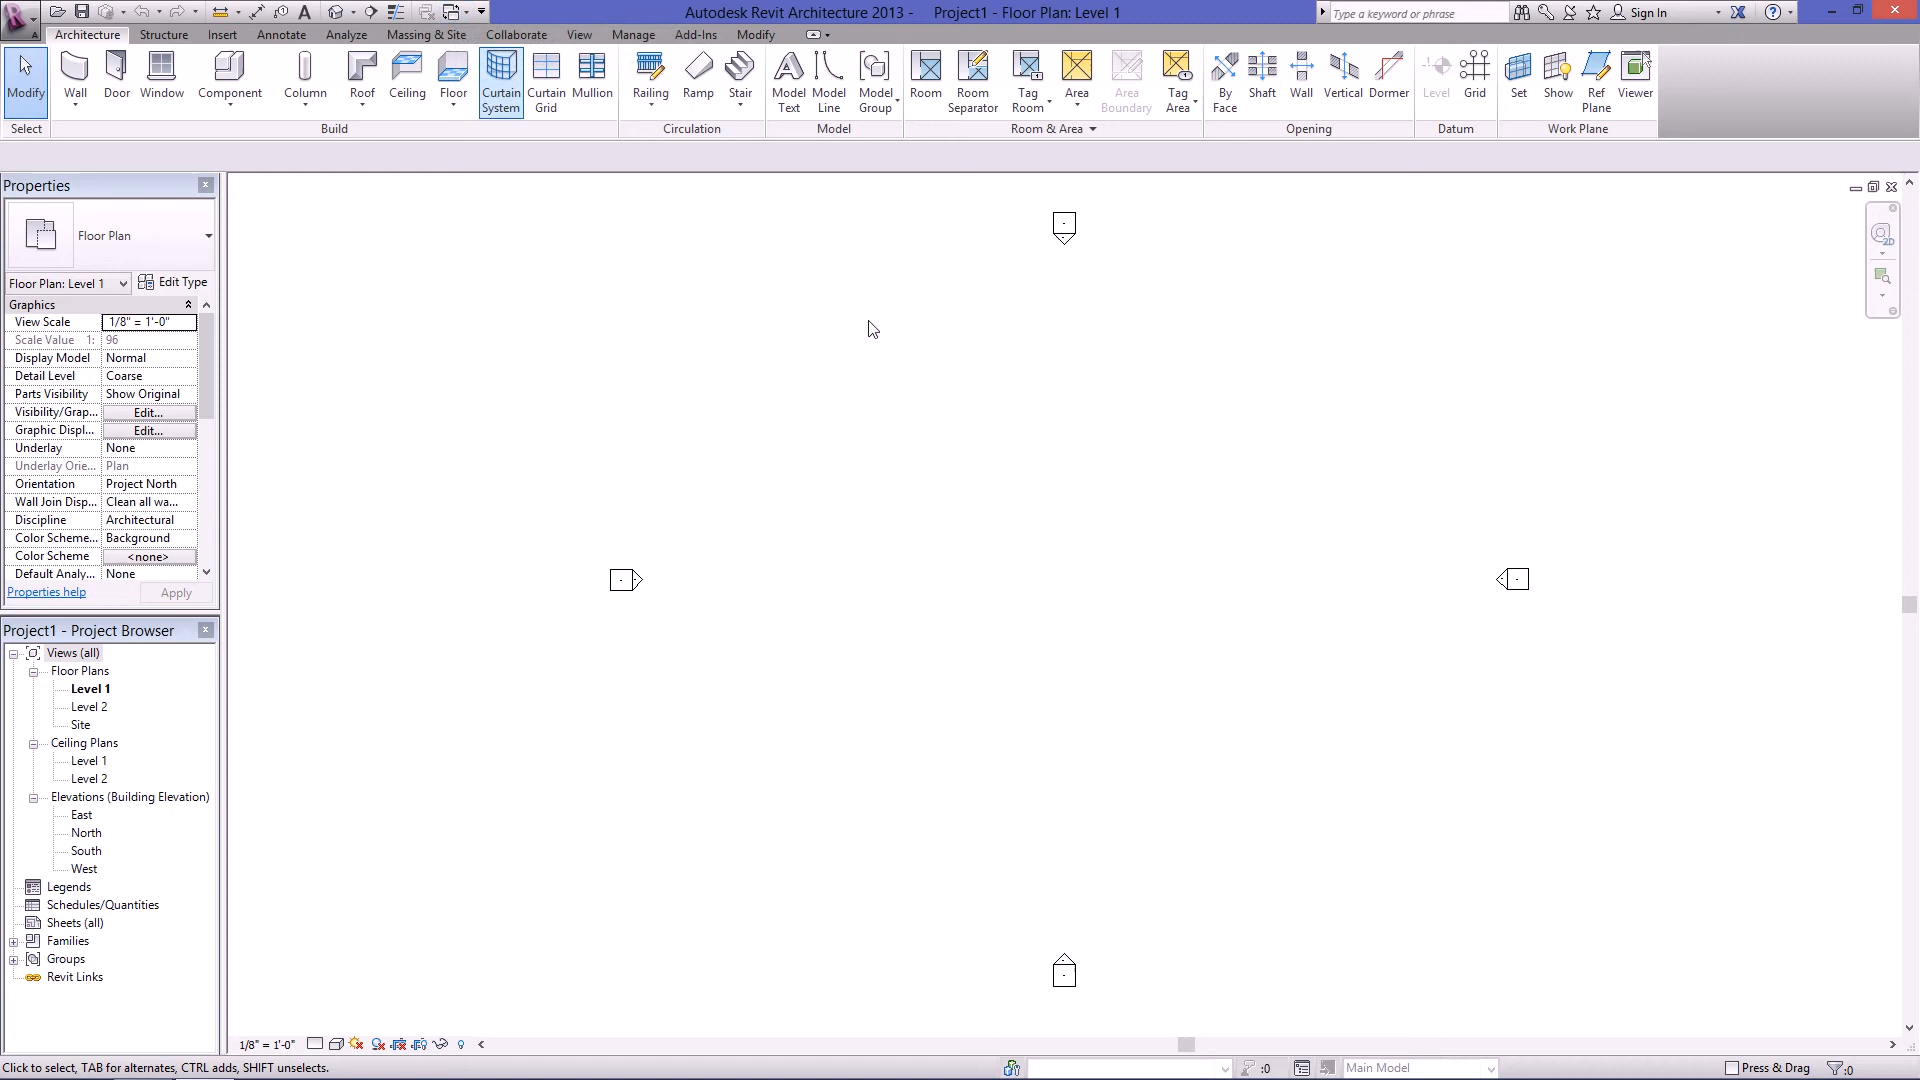 Autodesk Revit Architecture 2013 - Project1 - Floor Plan: Level 1
Type a keyword or phrase
Sign In
Architecture Structure Insert Annotate Analyze Massing & Site Collaborate View Manage Add-Ins Modify
Modify Wall Door Window Component Column Roof Ceiling Floor Curtain System Curtain Grid Mullion Railing Ramp Stair Model Text Model Line Model Group Room Room Separator Tag Room Area Area Boundary Tag Area By Face Shaft Wall Vertical Dormer Level Grid Set Show Ref Plane Viewer
Select Build Circulation Model Room & Area Opening Datum Work Plane
Properties
Floor Plan
Floor Plan: Level 1 Edit Type
Graphics
View Scale 1/8" = 1'-0"
Scale Value 1: 96
Display Model Normal
Detail Level Coarse
Parts Visibility Show Original
Visibility/Grap... Edit...
Graphic Displ... Edit...
Underlay None
Underlay Orie... Plan
Orientation Project North
Wall Join Disp... Clean all wa...
Discipline Architectural
Color Scheme... Background
Color Scheme <none>
Default Analy... None
Properties help Apply
Project1 - Project Browser
Views (all)
Floor Plans
Level 1
Level 2
Site
Ceiling Plans
Level 1
Level 2
Elevations (Building Elevation)
East
North
South
West
Legends
Schedules/Quantities
Sheets (all)
Families
Groups
Revit Links
2D
1/8" = 1'-0"
Click to select, TAB for alternates, CTRL adds, SHIFT unselects.
:0
Main Model
Press & Drag
:0